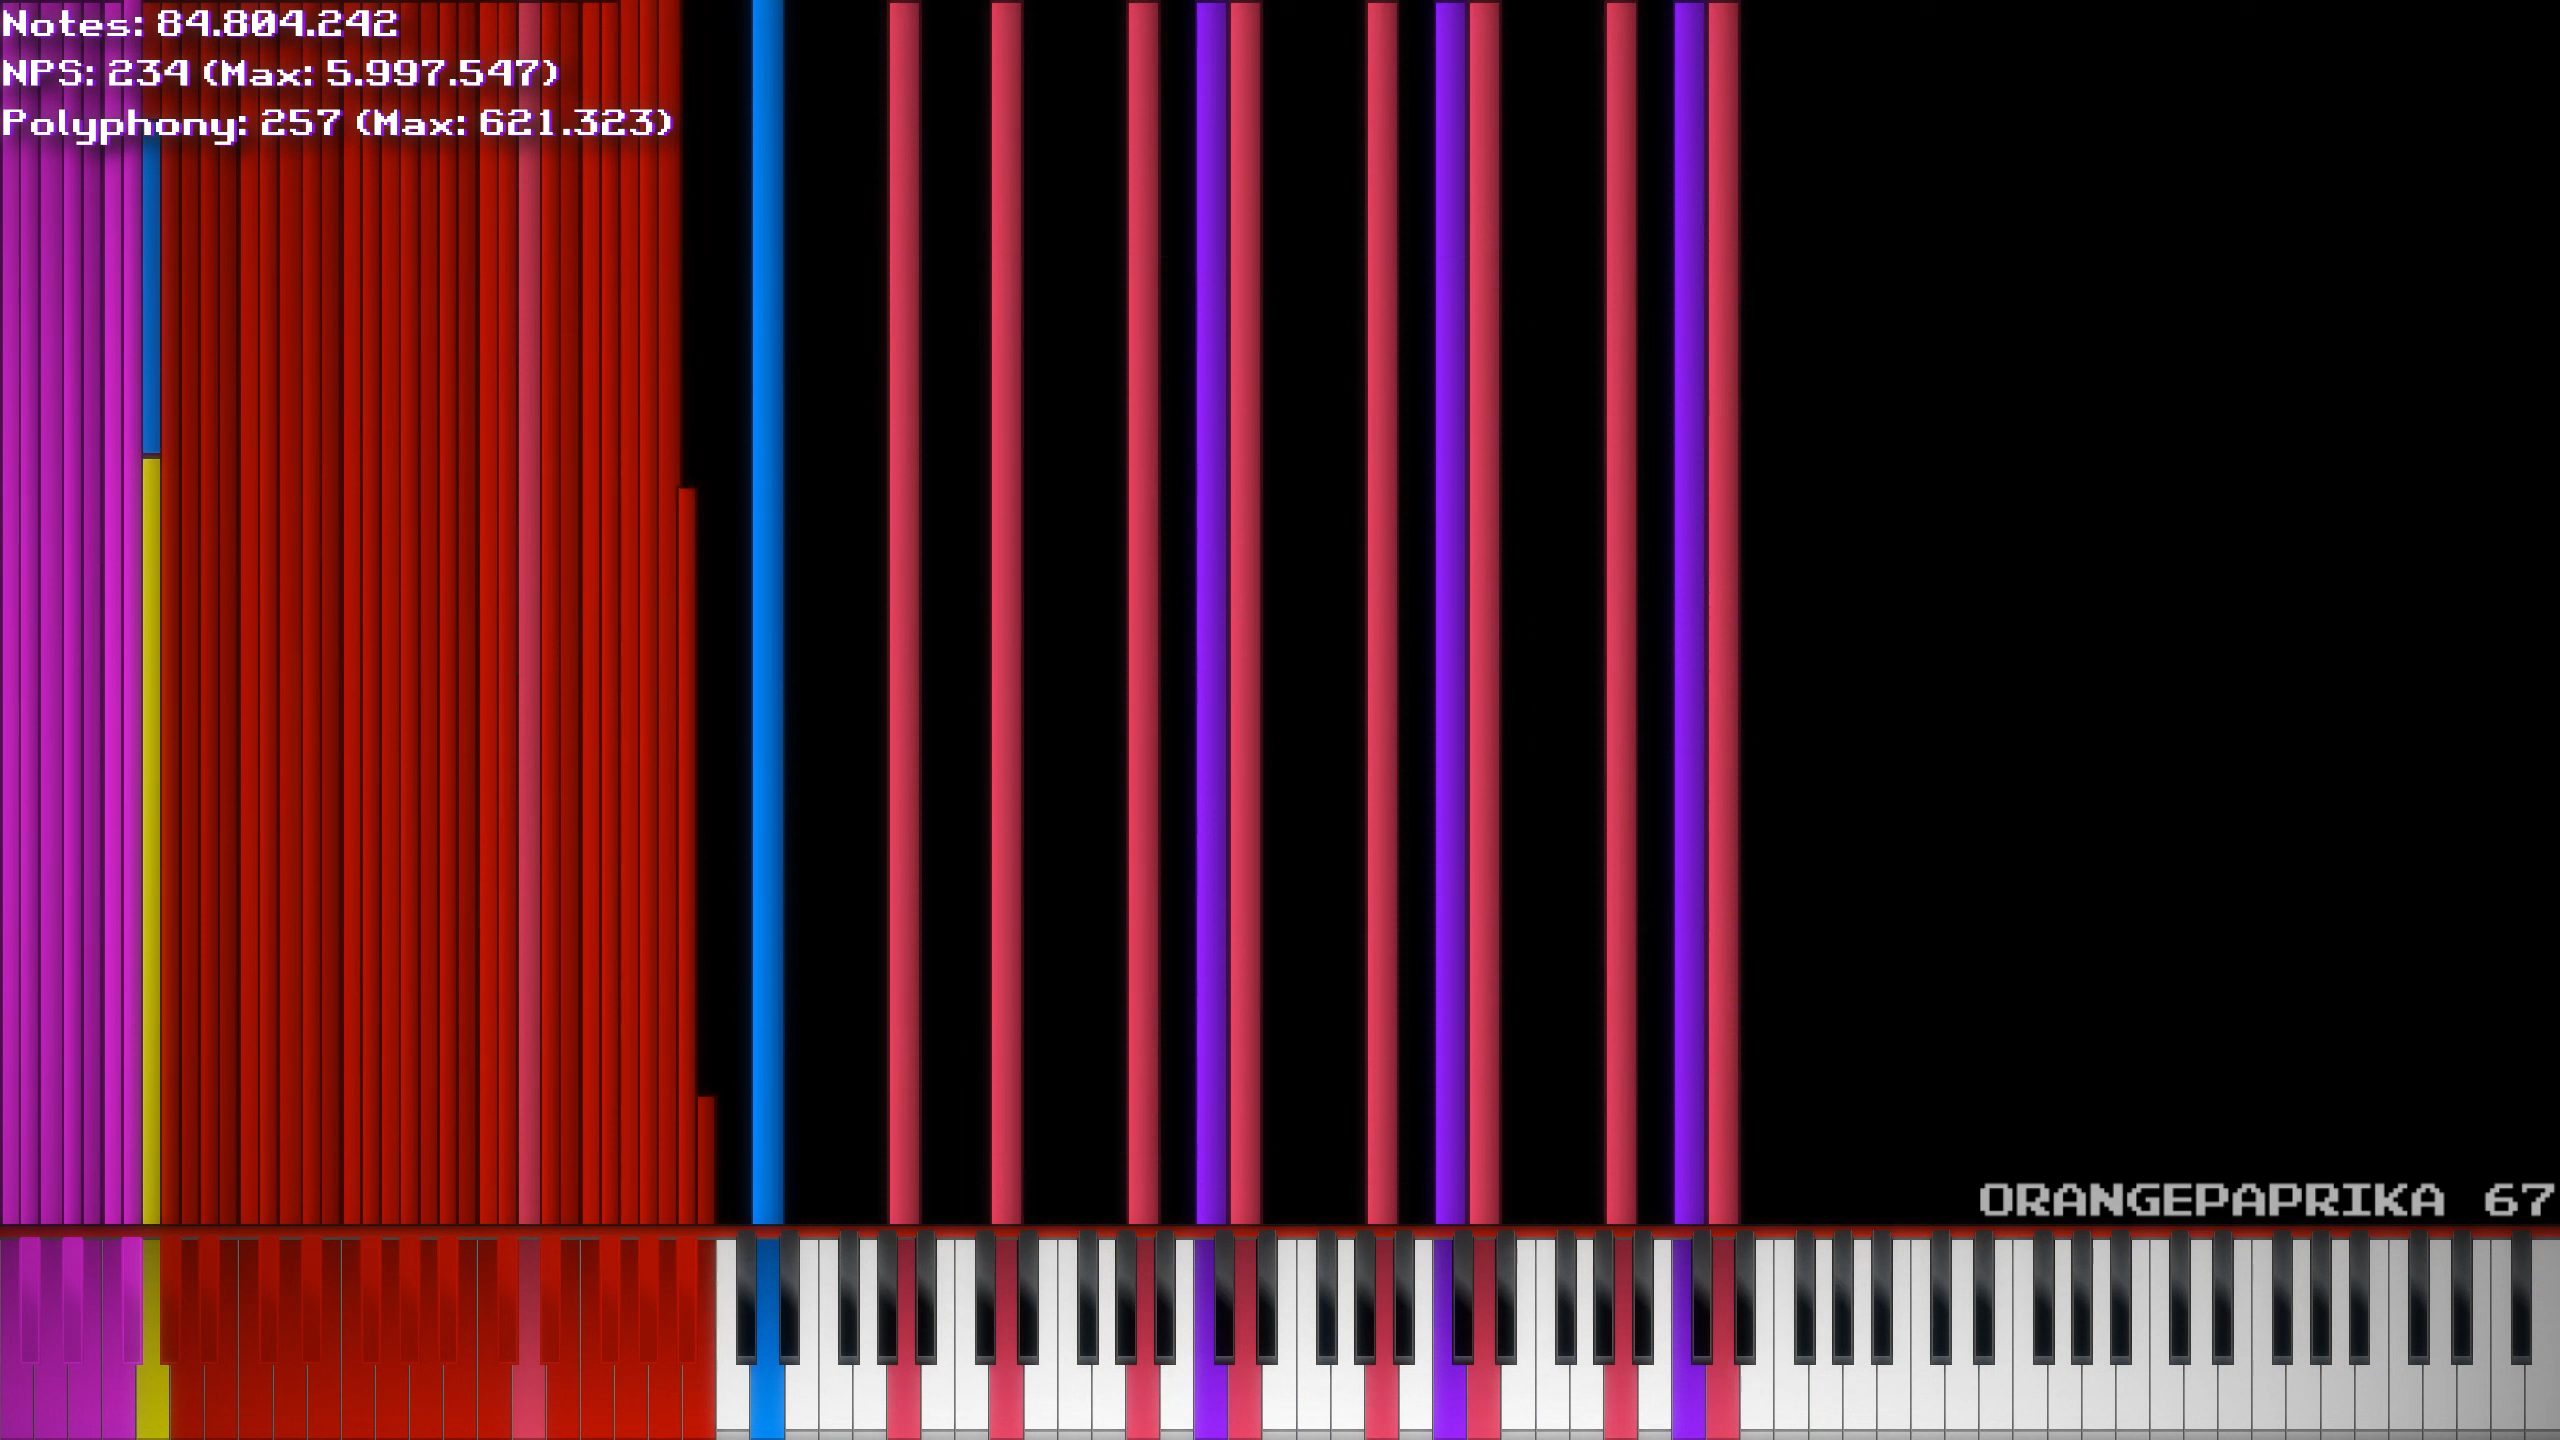 Notes: 84.804.242
NPS: 234 (Max: 5.997.547)
Polyphony: 257 (Max: 621.323)
ORANGEPAPRIKA 67